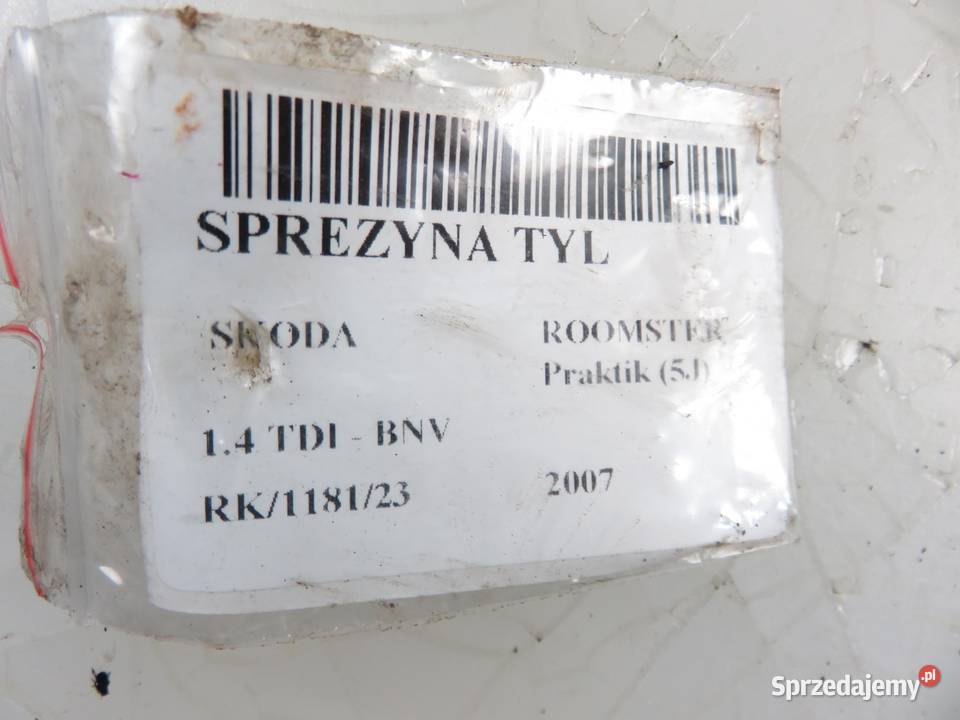 SPREZYNA TYL
SKODA ROOMSTER
Praktik (5J)
1.4 TDI - BNV
RK/1181/23 2007
Sprzedajemy.pl